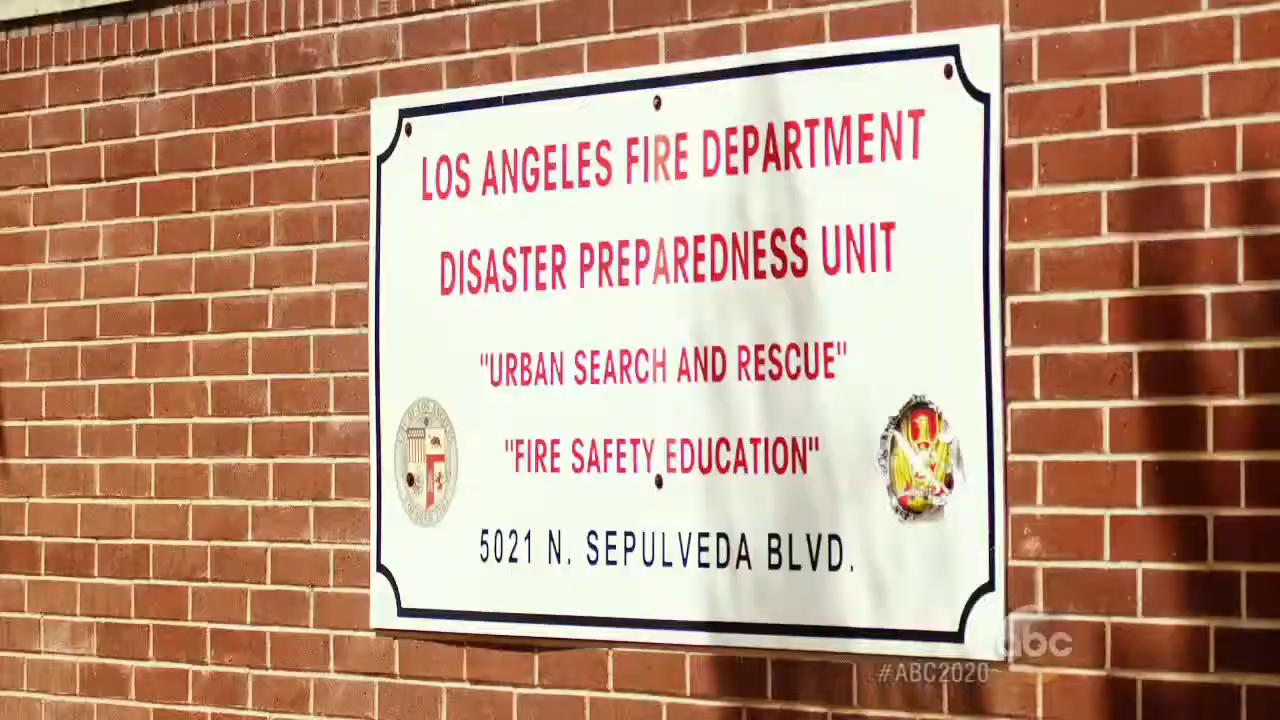 LOS ANGELES FIRE DEPARTMENT
DISASTER PREPAREDNESS UNIT
"URBAN SEARCH AND RESCUE"
"FIRE SAFETY EDUCATION"
5021 N. SEPULVEDA BLVD.
abc
#ABC2020